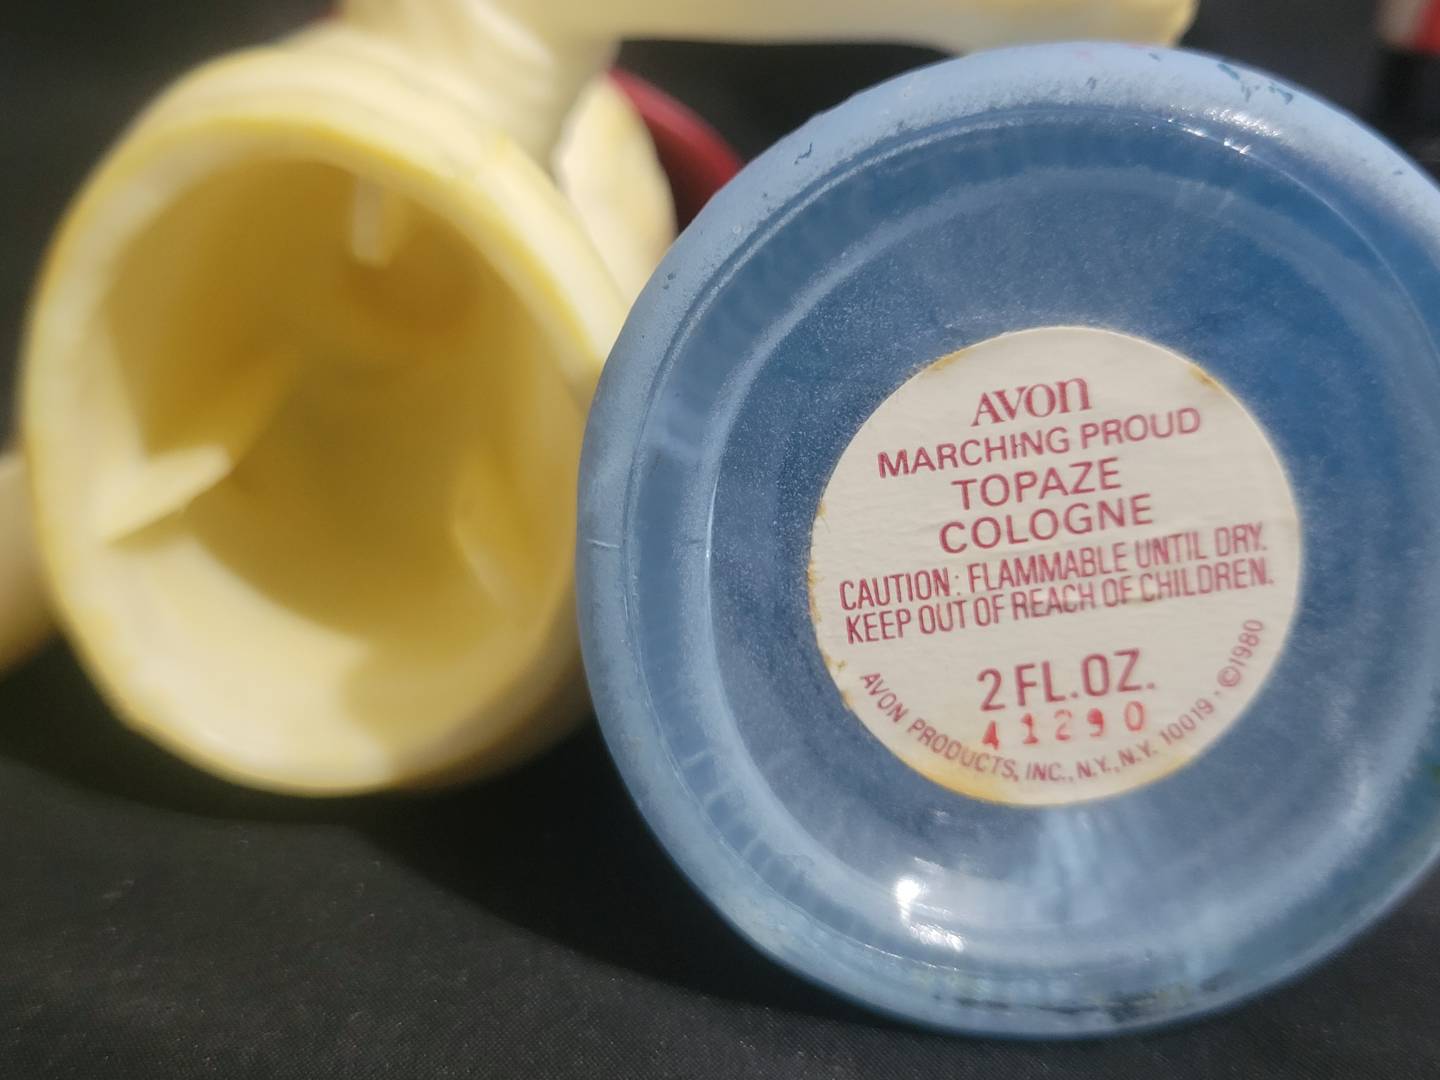 AVON
MARCHING PROUD
TOPAZE
COLOGNE
CAUTION: FLAMMABLE UNTIL DRY.
KEEP OUT OF REACH OF CHILDREN.
2 FL.OZ.
41290
AVON PRODUCTS, INC., N.Y., N.Y. 10019 · ©1980